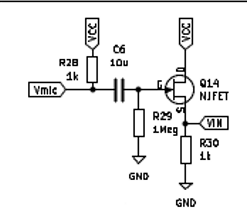 VCC
VCC
R28
1k
C6
10u
Vmic
G
D
S
Q14
NJFET
R29
1Meg
VIN
R30
1k
GND
GND